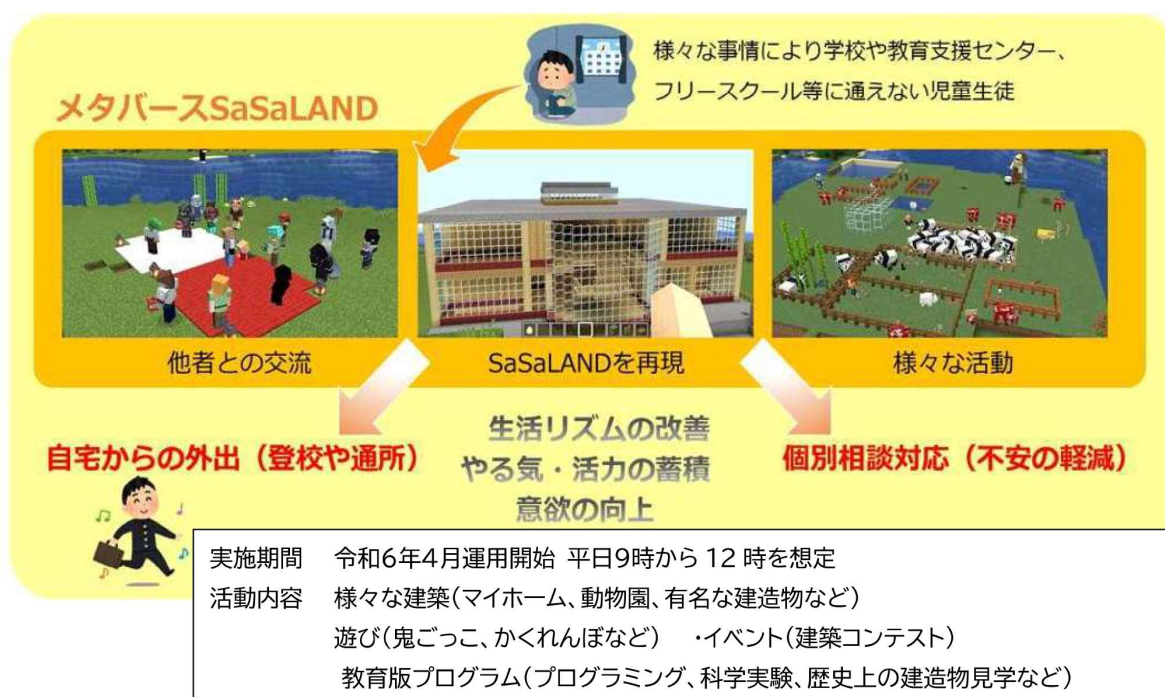 様々な事情により学校や教育支援センター、
フリースクール等に通えない児童生徒
メタバースSaSaLAND
他者との交流
SaSaLANDを再現
様々な活動
自宅からの外出（登校や通所）
生活リズムの改善
やる気・活力の蓄積
意欲の向上
個別相談対応（不安の軽減）
実施期間 令和6年4月運用開始 平日9時から 12 時を想定
活動内容 様々な建築(マイホーム、動物園、有名な建造物など)
遊び(鬼ごっこ、かくれんぼなど) ・イベント(建築コンテスト)
教育版プログラム(プログラミング、科学実験、歴史上の建造物見学など)